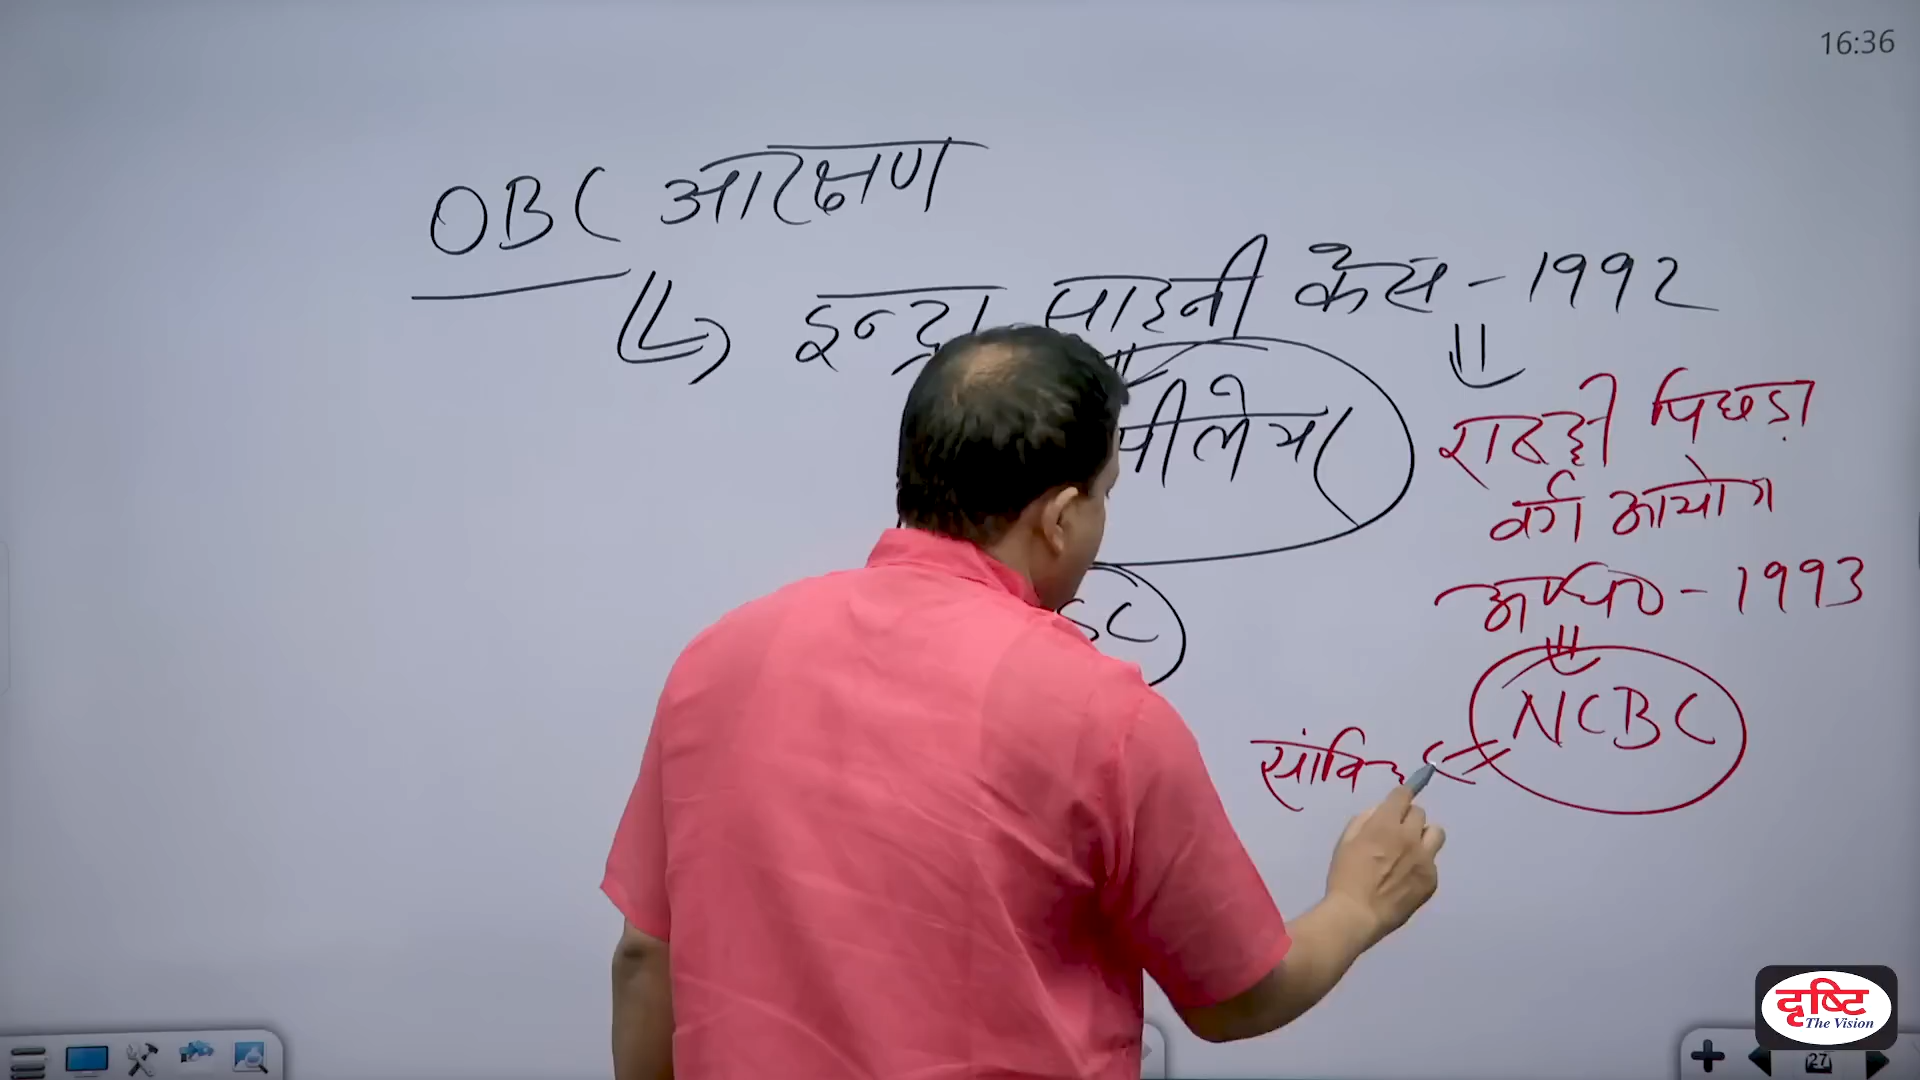 16:36
OBC आरक्षण
इन्द्रा साहनी केस - 1992
क्रीमीलेयर
राष्ट्री पिछड़ा
वर्ग आयोग
अधि० - 1993
SC
NCBC
सांवि
दृष्टि
The Vision
27